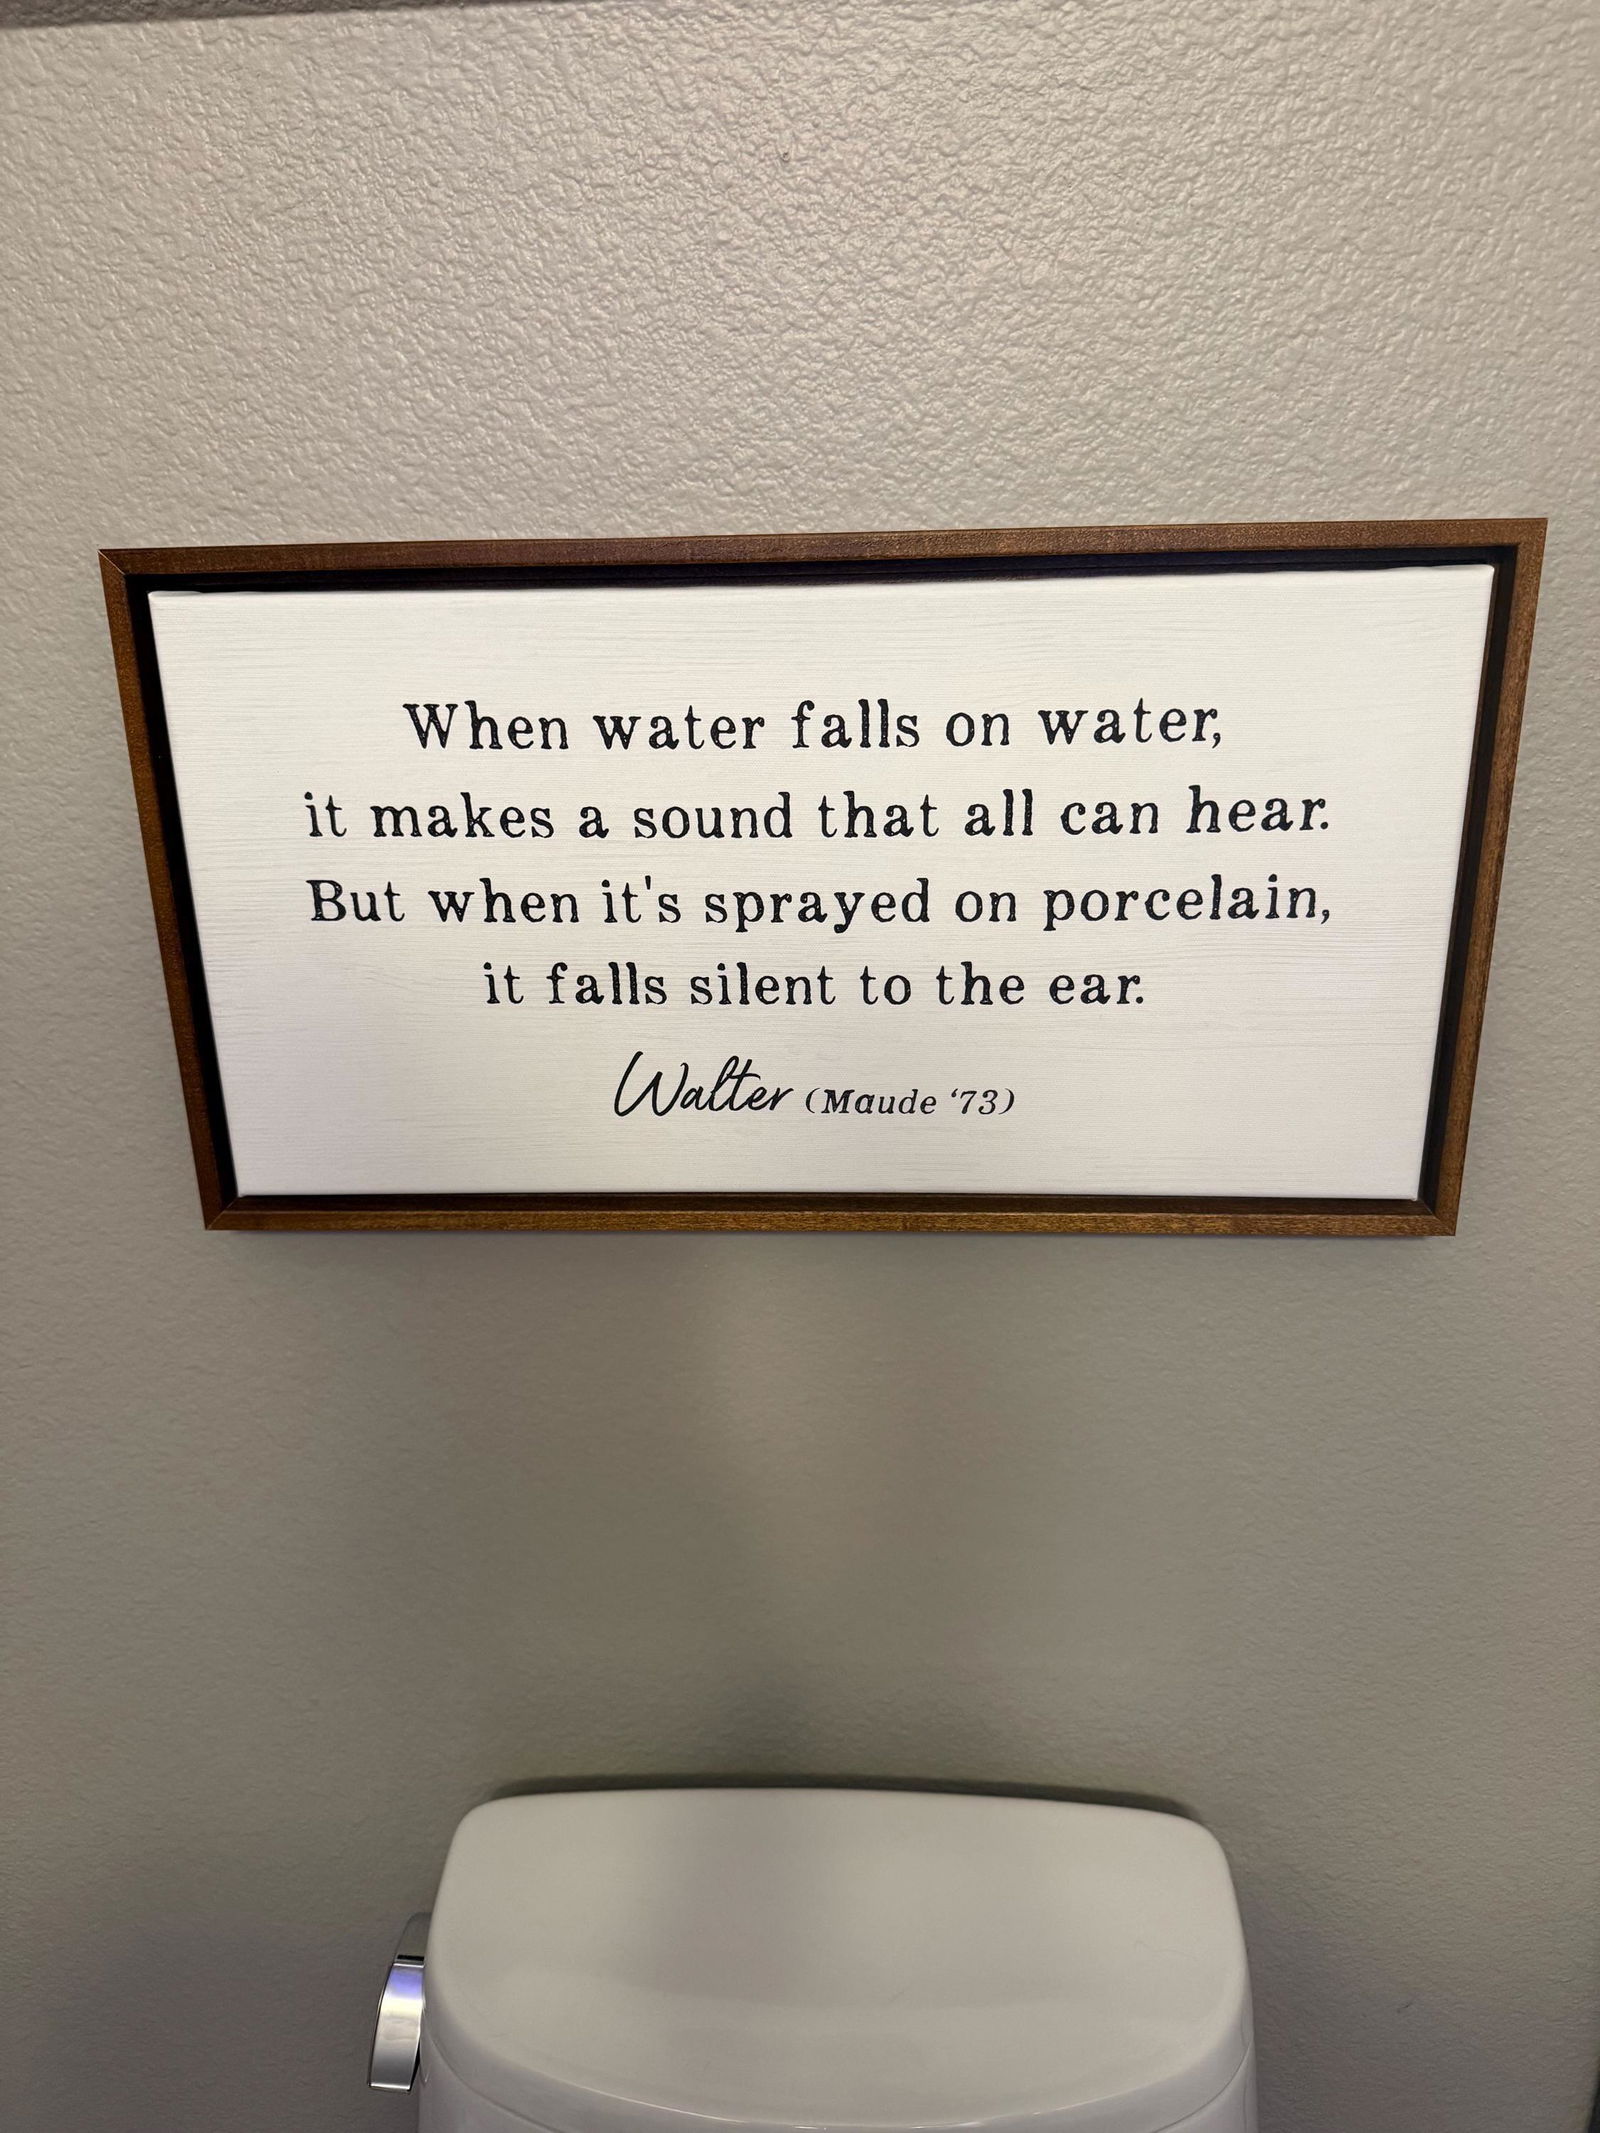 When water falls on water,
it makes a sound that all can hear.
But when it's sprayed on porcelain,
it falls silent to the ear.
Walter (Maude ‘73)